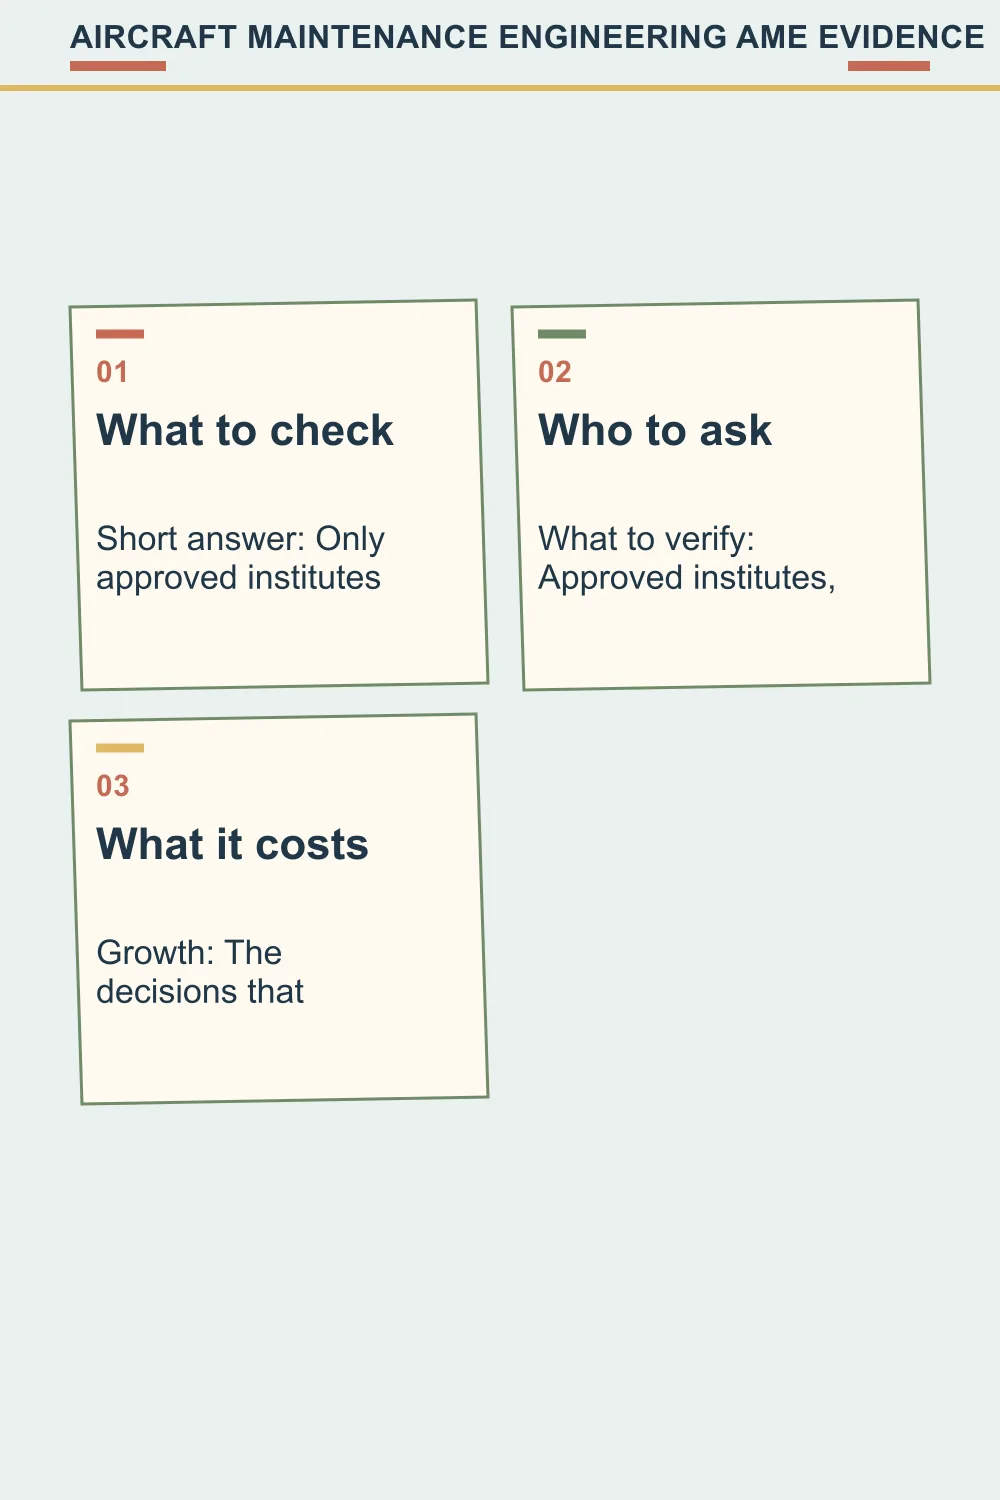 AIRCRAFT MAINTENANCE ENGINEERING AME EVIDENCE
01
What to check
Short answer: Only
approved institutes
02
Who to ask
What to verify:
Approved institutes,
03
What it costs
Growth: The
decisions that